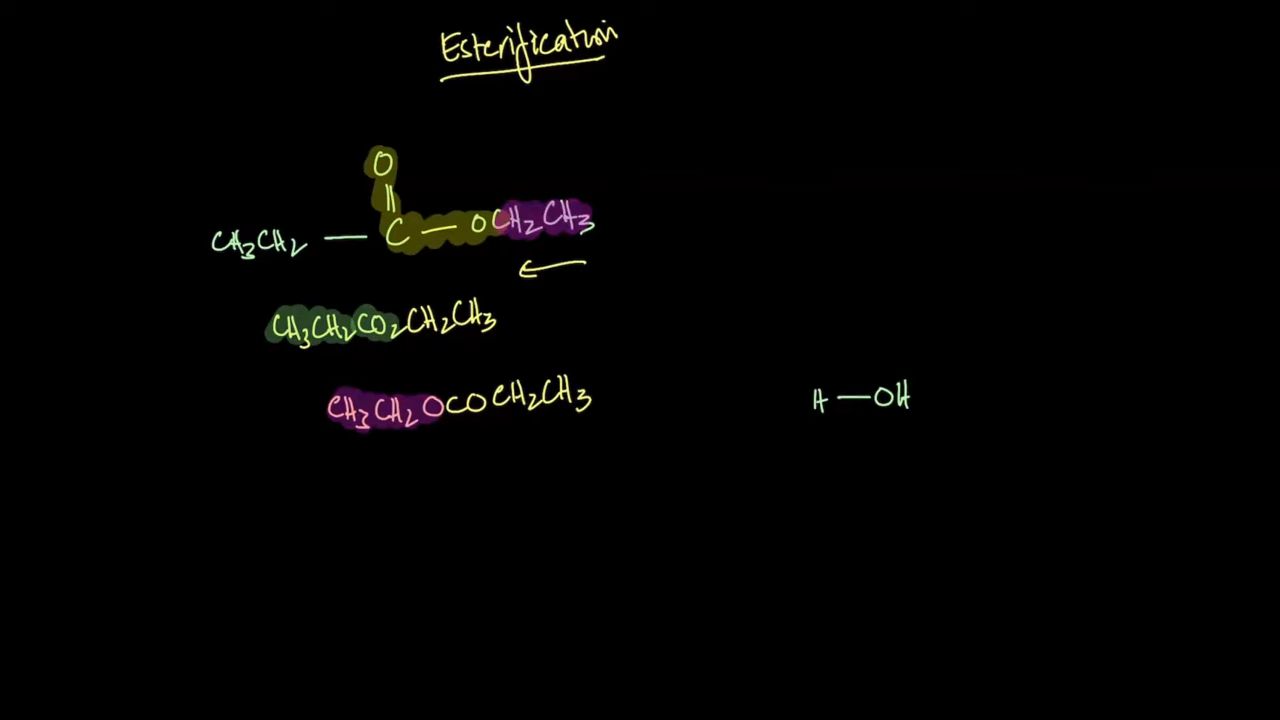 Esterification
O
||
CH₃CH₂ — C — OCH₂CH₃
CH₃CH₂CO₂CH₂CH₃
CH₃CH₂OCOCH₂CH₃
H — OH